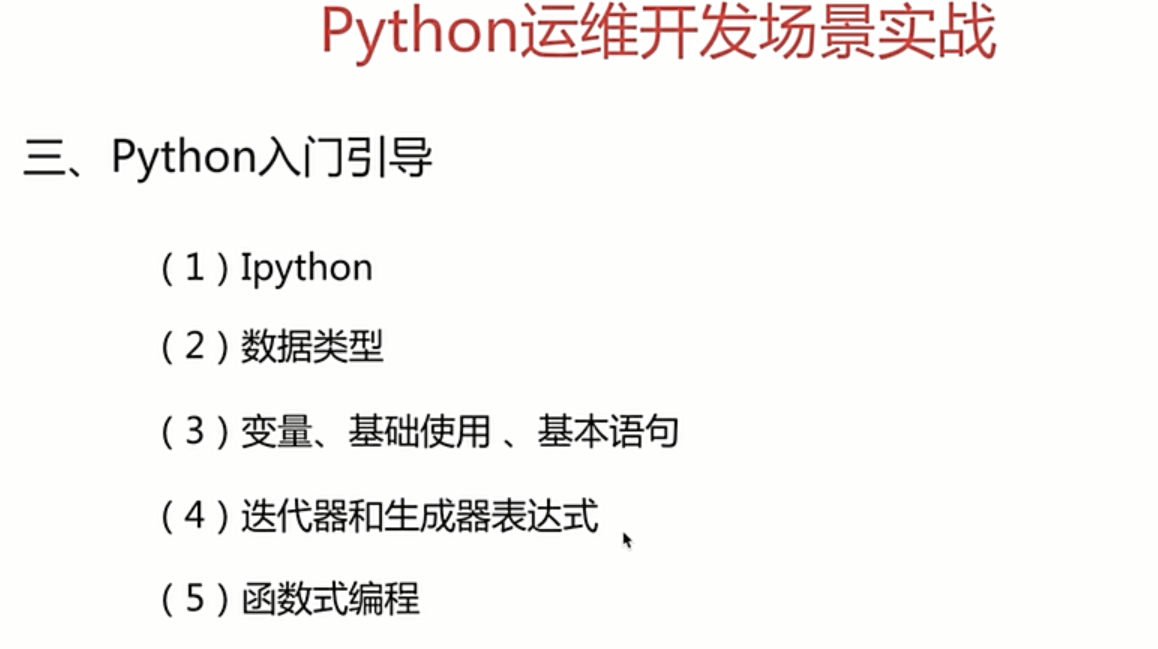 Python运维开发场景实战
三、Python入门引导
（1）Ipython
（2）数据类型
（3）变量、基础使用 、基本语句
（4）迭代器和生成器表达式
（5）函数式编程